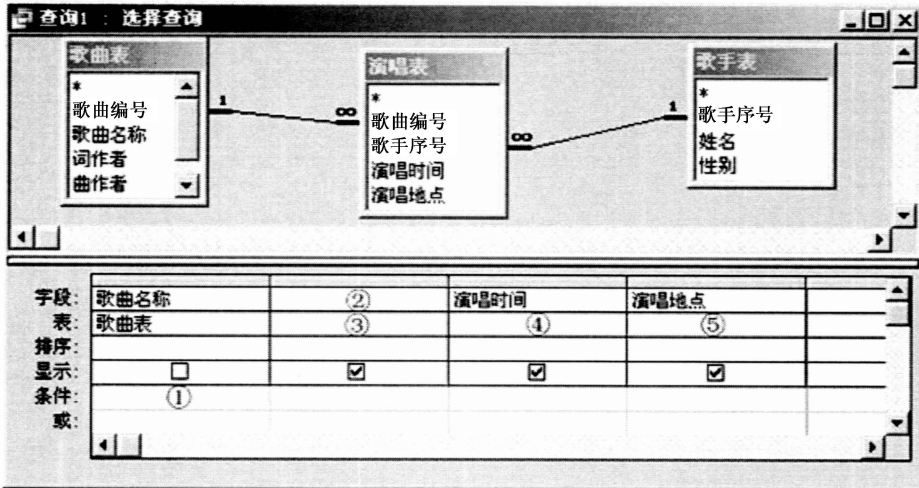 查询1 : 选择查询
歌曲表
*
歌曲编号
歌曲名称
词作者
曲作者
1
∞
演唱表
*
歌曲编号
歌手序号
演唱时间
演唱地点
∞
1
歌手表
*
歌手序号
姓名
性别
字段: 歌曲名称 ② 演唱时间 演唱地点
表: 歌曲表 ③ ④ ⑤
排序:
显示:
条件: ①
或: